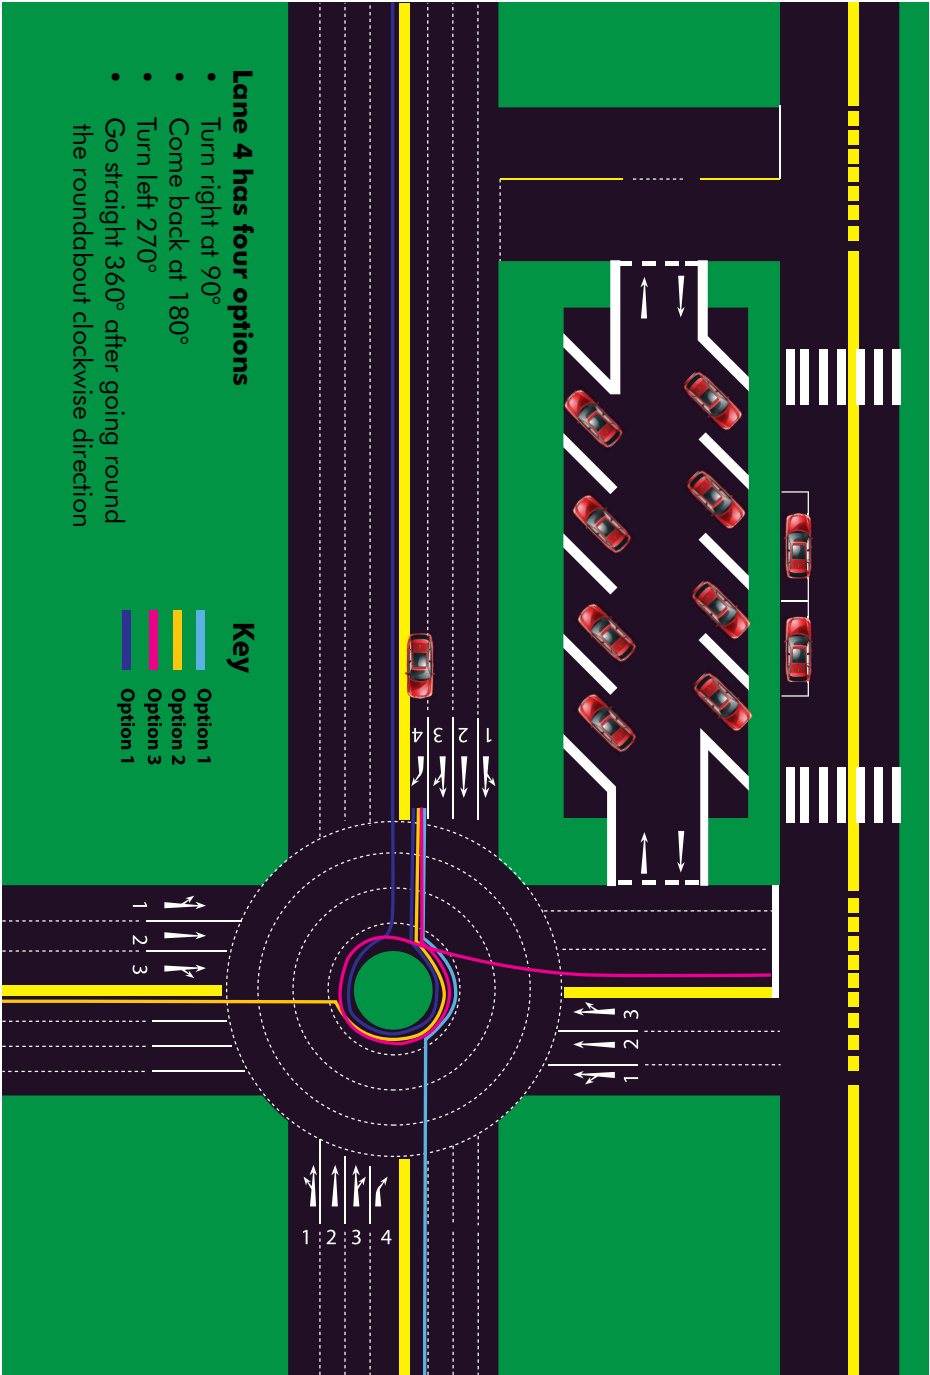 Lane 4 has four options
• Turn right at 90°
• Come back at 180°
• Turn left 270°
• Go straight 360° after going round
the roundabout clockwise direction
Key
Option 1
Option 2
Option 3
Option 1
4
3
2
1
1
2
3
3
2
1
1 2 3 4